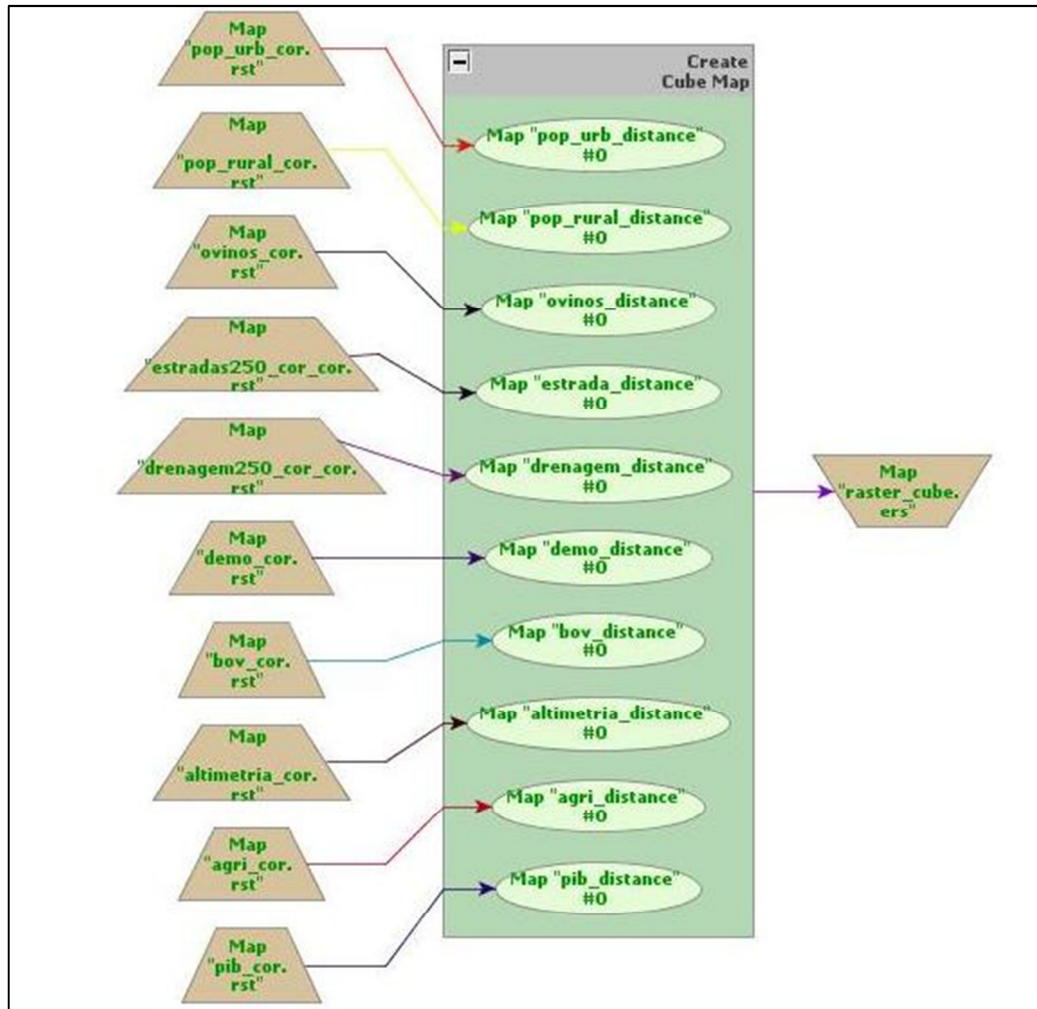 Map
"pop_urb_cor.
rst"
Map
"pop_rural_cor.
rst"
Map
"ovinos_cor.
rst"
Map
"estradas250_cor_cor.
rst"
Map
"drenagem250_cor_cor.
rst"
Map
"demo_cor.
rst"
Map
"bov_cor.
rst"
Map
"altimetria_cor.
rst"
Map
"agri_cor.
rst"
Map
"pib_cor.
rst"
Create
Cube Map
Map "pop_urb_distance"
#0
Map "pop_rural_distance"
#0
Map "ovinos_distance"
#0
Map "estrada_distance"
#0
Map "drenagem_distance"
#0
Map "demo_distance"
#0
Map "bov_distance"
#0
Map "altimetria_distance"
#0
Map "agri_distance"
#0
Map "pib_distance"
#0
Map
"raster_cube.
ers"